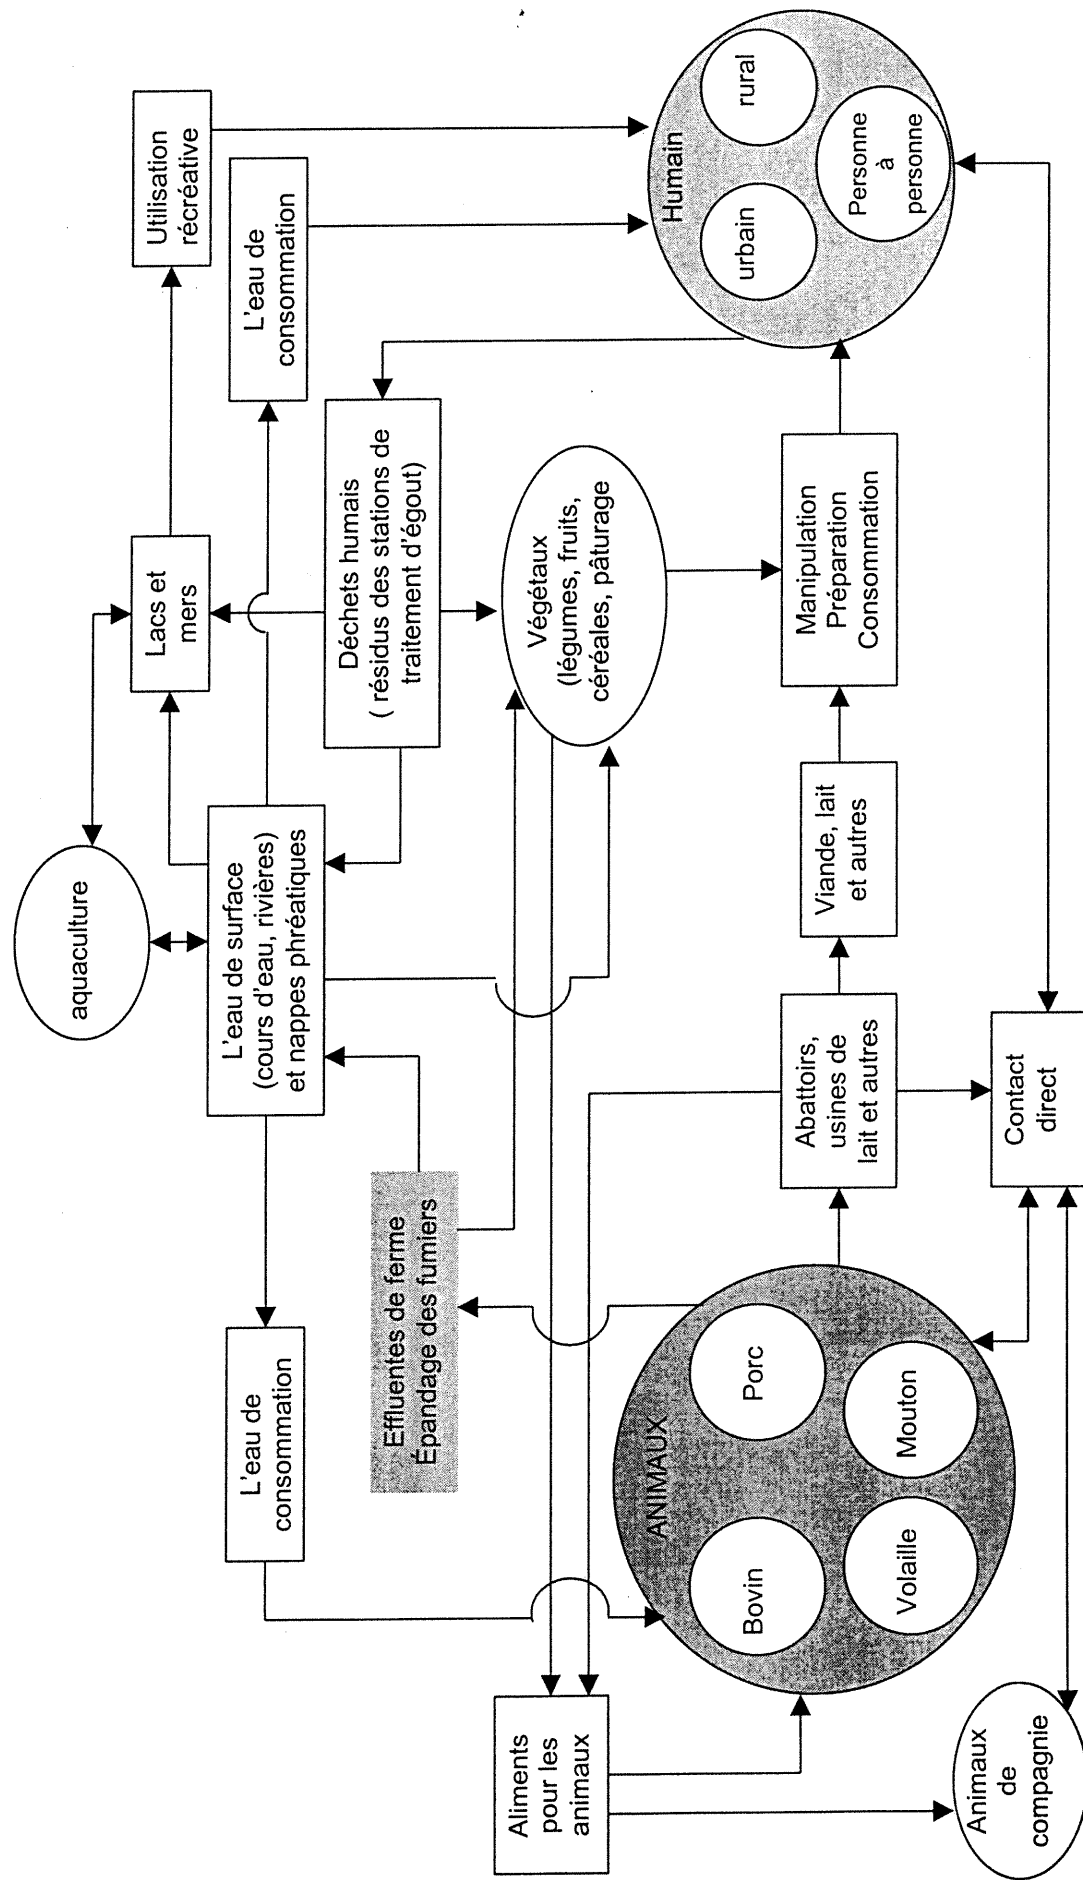 aquaculture
Lacs et
mers
Utilisation
récréative
L'eau de
consommation
L'eau de surface
(cours d'eau, rivières)
et nappes phréatiques
L'eau de
consommation
Déchets humais
( résidus des stations de
traitement d'égout)
Effluentes de ferme
Épandage des fumiers
Végétaux
(légumes, fruits,
céréales, pâturage
Aliments
pour les
animaux
ANIMAUX
Bovin
Porc
Volaille
Mouton
Abattoirs,
usines de
lait et autres
Viande, lait
et autres
Manipulation
Préparation
Consommation
Humain
urbain
rural
Personne
à
personne
Contact
direct
Animaux
de
compagnie